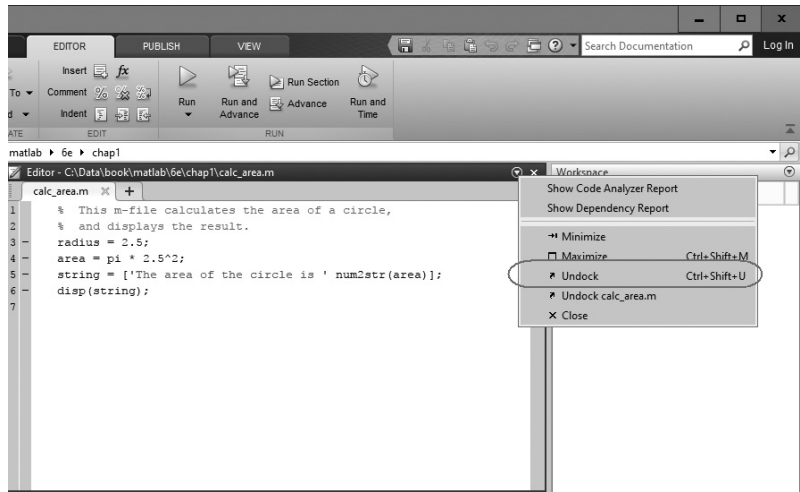 EDITOR PUBLISH VIEW Search Documentation Log In
Insert fx
To Comment Run Run and Advance Run Section Advance Run and Time
Indent
EDIT RUN
matlab 6e chap1
Editor - C:\Data\book\matlab\6e\chap1\calc_area.m
Workspace
calc_area.m
1 % This m-file calculates the area of a circle,
2 % and displays the result.
3 - radius = 2.5;
4 - area = pi * 2.5^2;
5 - string = ['The area of the circle is ' num2str(area)];
6 - disp(string);
7
Show Code Analyzer Report
Show Dependency Report
Minimize
Maximize Ctrl+Shift+M
Undock Ctrl+Shift+U
Undock calc_area.m
Close